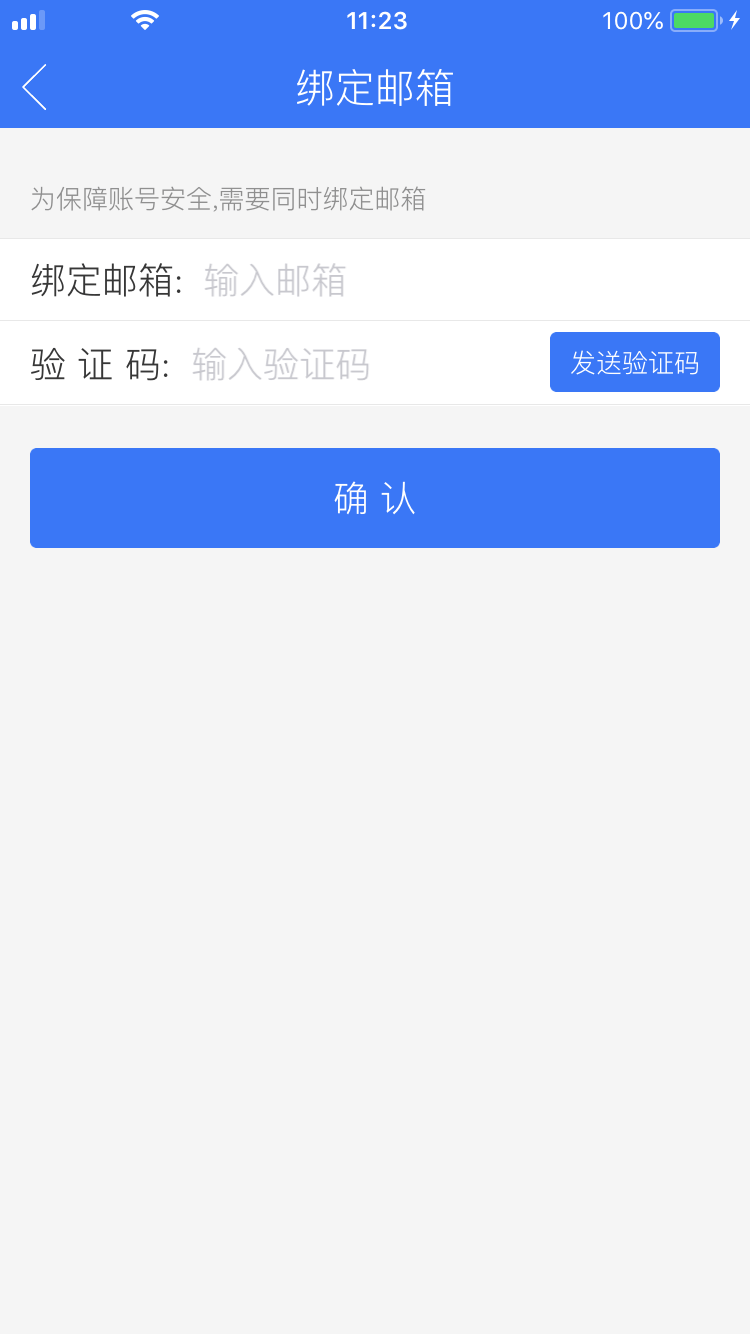 11:23 100%
绑定邮箱
为保障账号安全,需要同时绑定邮箱
绑定邮箱: 输入邮箱
验 证 码: 输入验证码 发送验证码
确 认